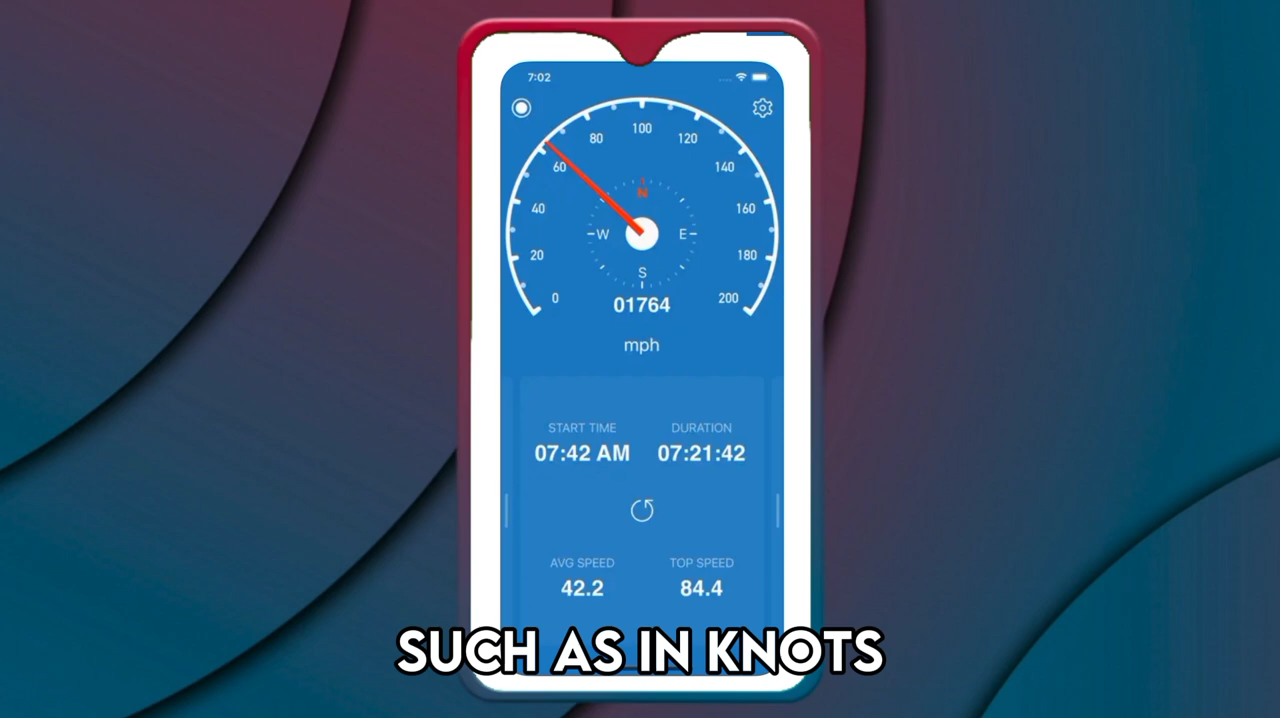 7:02
100
80 120
60 140
N
40 160
W E
20 180
S
0 200
01764
mph
START TIME DURATION
07:42 AM 07:21:42
AVG SPEED TOP SPEED
42.2 84.4
SUCH AS IN KNOTS